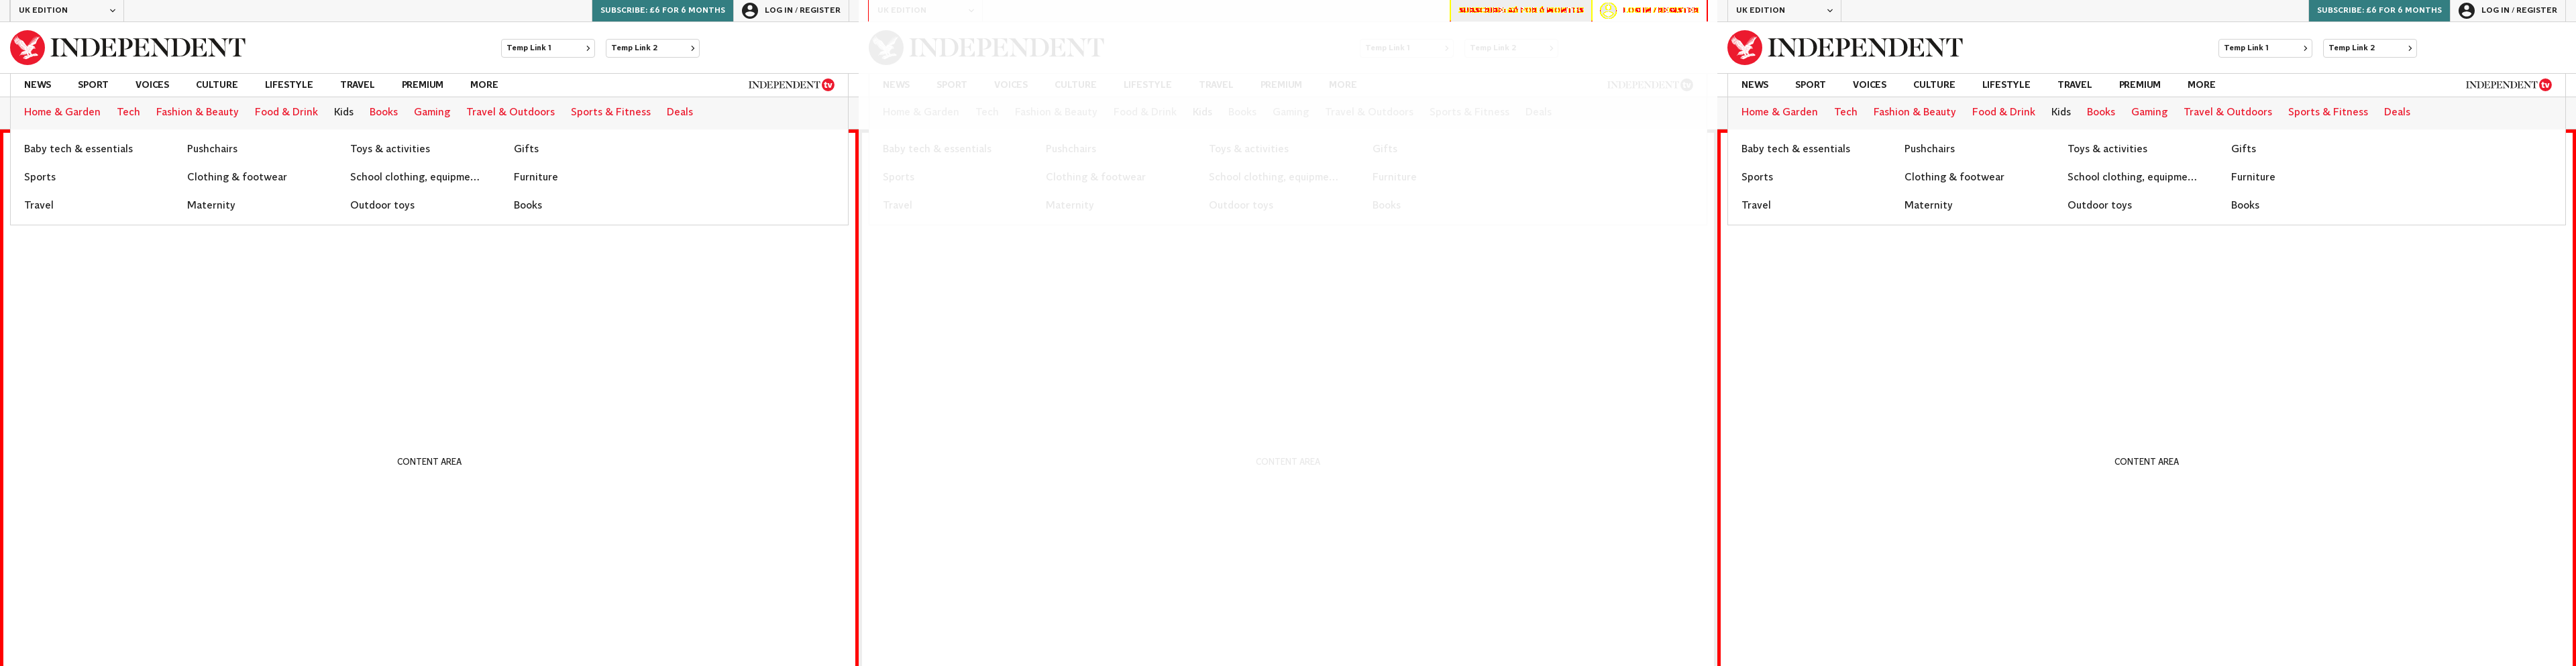 UK EDITION SUBSCRIBE: £6 FOR 6 MONTHS LOG IN / REGISTER
INDEPENDENT Temp Link 1 Temp Link 2
NEWS SPORT VOICES CULTURE LIFESTYLE TRAVEL PREMIUM MORE INDEPENDENT tv
Home & Garden Tech Fashion & Beauty Food & Drink Kids Books Gaming Travel & Outdoors Sports & Fitness Deals
Baby tech & essentials Pushchairs Toys & activities Gifts
Sports Clothing & footwear School clothing, equipme... Furniture
Travel Maternity Outdoor toys Books
CONTENT AREA
UK EDITION LOG IN / REGISTER
INDEPENDENT Temp Link 1 Temp Link 2
NEWS SPORT VOICES CULTURE LIFESTYLE TRAVEL PREMIUM MORE INDEPENDENT tv
Home & Garden Tech Fashion & Beauty Food & Drink Kids Books Gaming Travel & Outdoors Sports & Fitness Deals
Baby tech & essentials Pushchairs Toys & activities Gifts
Sports Clothing & footwear School clothing, equipme... Furniture
Travel Maternity Outdoor toys Books
CONTENT AREA
UK EDITION SUBSCRIBE: £6 FOR 6 MONTHS LOG IN / REGISTER
INDEPENDENT Temp Link 1 Temp Link 2
NEWS SPORT VOICES CULTURE LIFESTYLE TRAVEL PREMIUM MORE INDEPENDENT tv
Home & Garden Tech Fashion & Beauty Food & Drink Kids Books Gaming Travel & Outdoors Sports & Fitness Deals
Baby tech & essentials Pushchairs Toys & activities Gifts
Sports Clothing & footwear School clothing, equipme... Furniture
Travel Maternity Outdoor toys Books
CONTENT AREA